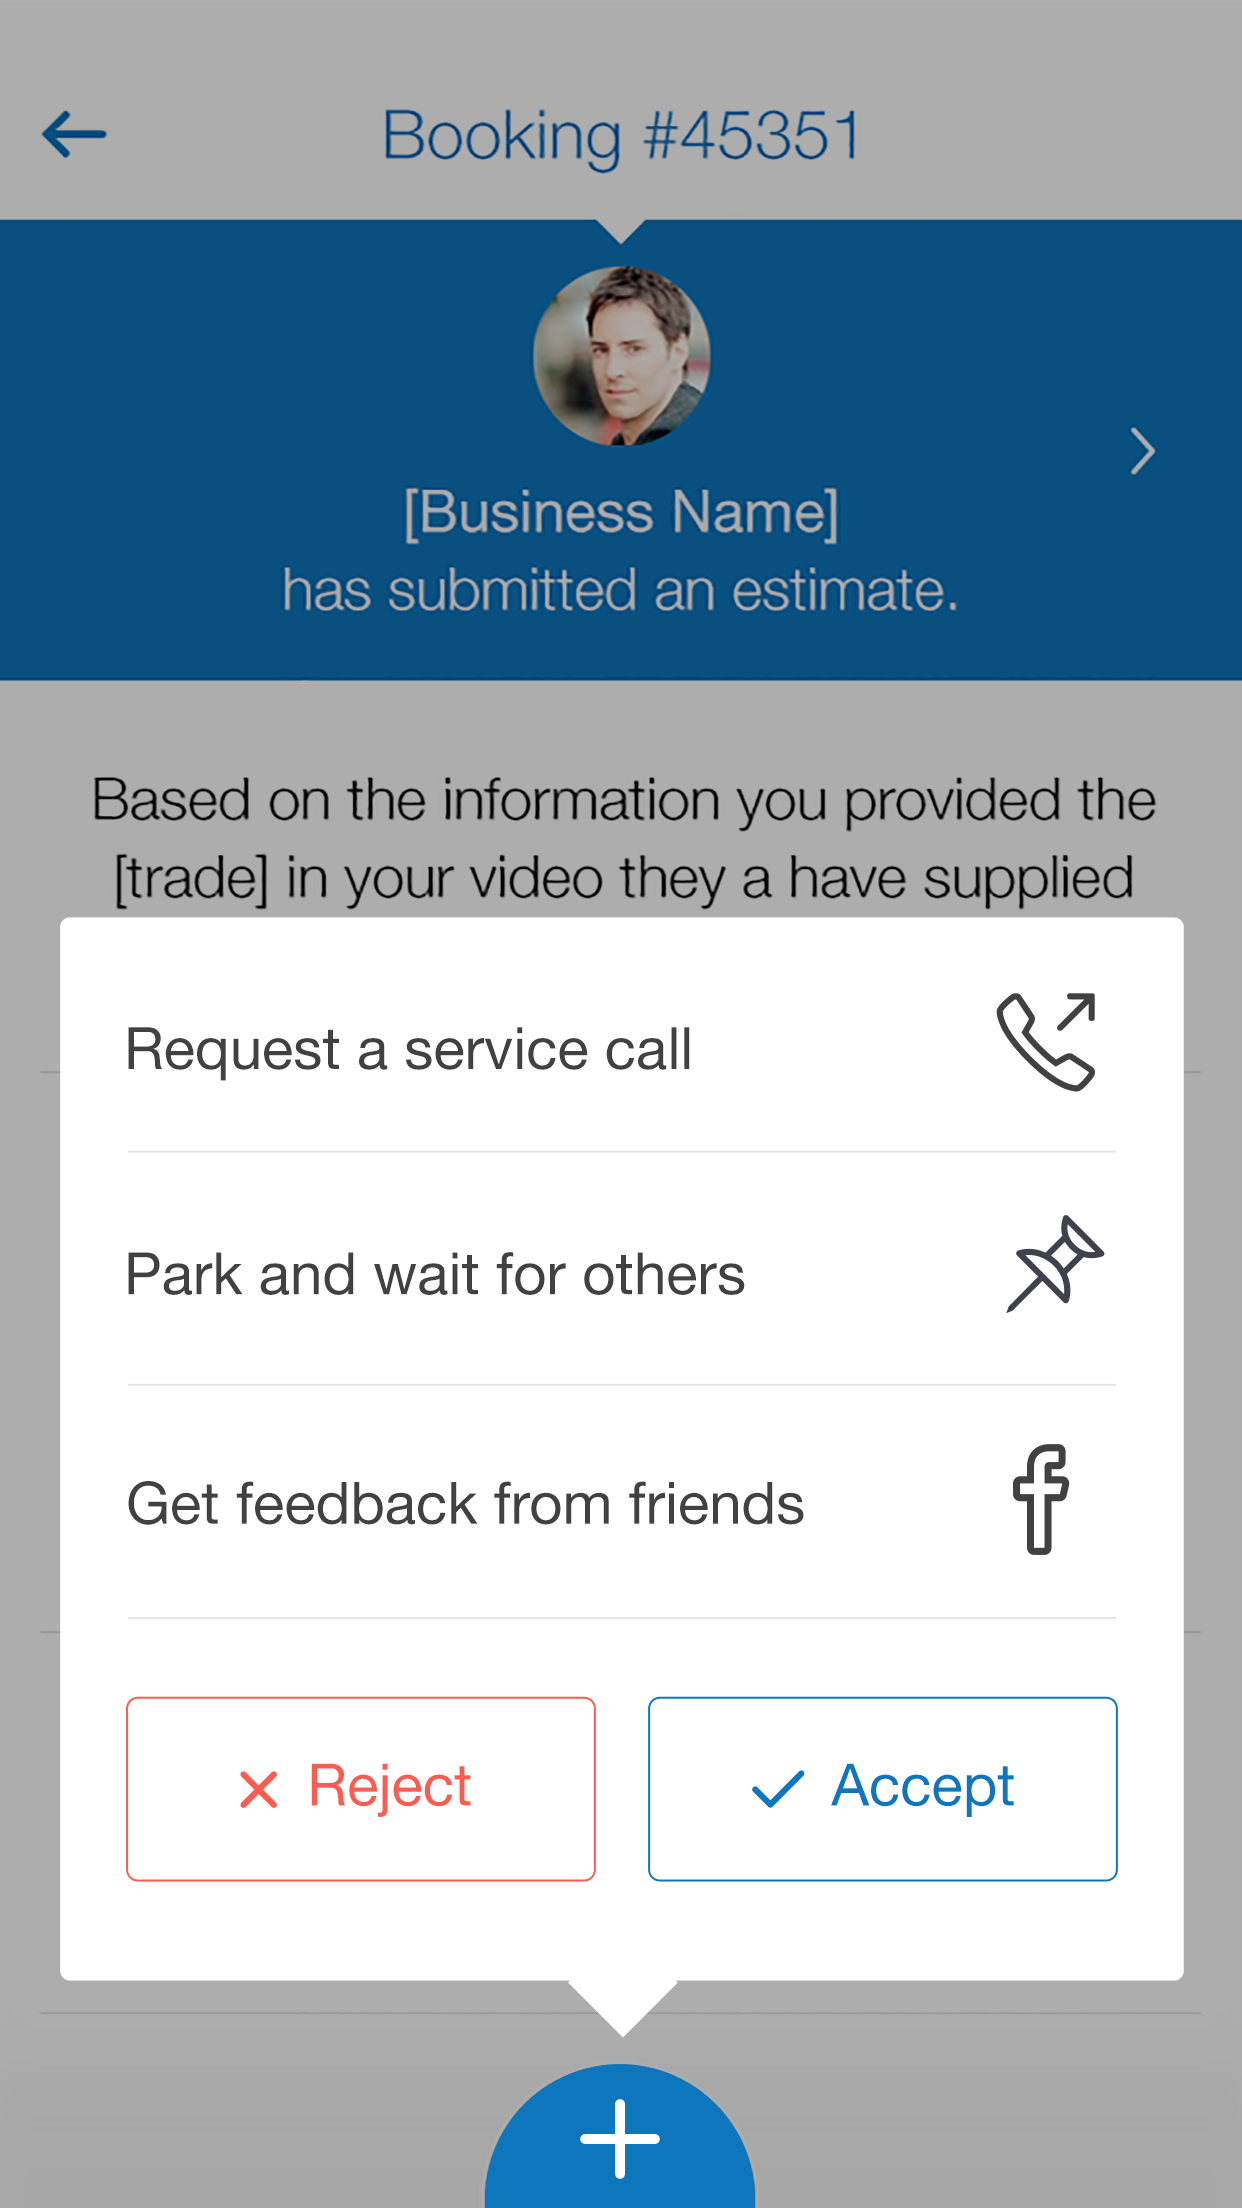 Booking #45351
[Business Name]
has submitted an estimate.
Based on the information you provided the
[trade] in your video they a have supplied
Request a service call
Park and wait for others
Get feedback from friends
Reject
Accept